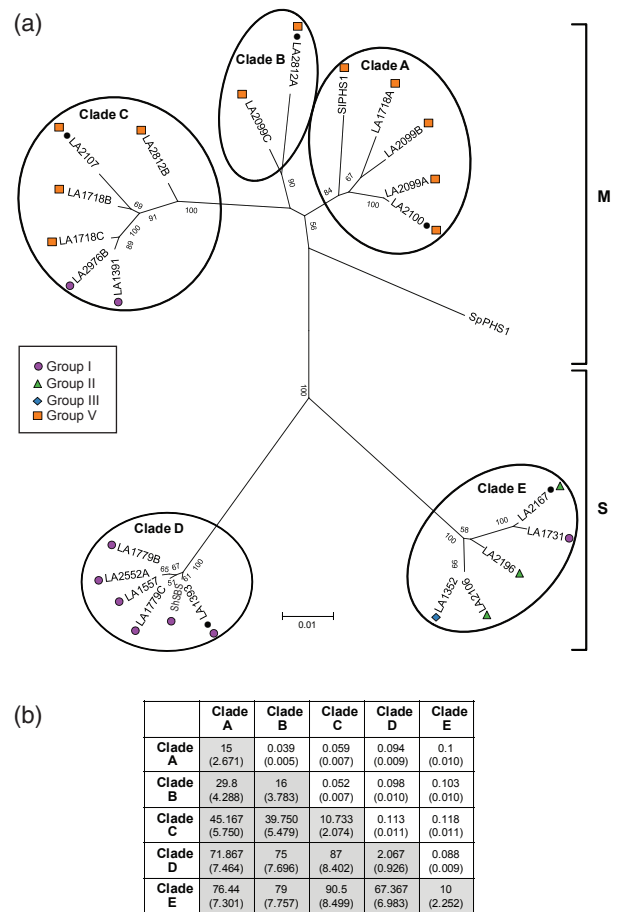 (a)
Clade B
LA2812A
LA2099C
Clade A
SlPHS1
LA1718A
LA2099B
LA2099A
LA2100
Clade C
LA2107
LA2812B
LA1718B
LA1718C
LA2976B
LA1391
90
84
67
100
69
91
100
100
89
56
M
SpPHS1
Group I
Group II
Group III
Group V
100
S
Clade D
LA1779B
LA2552A
LA1557
LA1779C
ShSBS
LA1393
65
67
51
61
100
0.01
Clade E
LA2167
LA1731
LA2196
LA2106
LA1352
100
58
100
99
(b)
Clade A Clade B Clade C Clade D Clade E
Clade A 15 (2.671) 0.039 (0.005) 0.059 (0.007) 0.094 (0.009) 0.1 (0.010)
Clade B 29.8 (4.288) 16 (3.783) 0.052 (0.007) 0.098 (0.010) 0.103 (0.010)
Clade C 45.167 (5.750) 39.750 (5.479) 10.733 (2.074) 0.113 (0.011) 0.118 (0.011)
Clade D 71.867 (7.464) 75 (7.696) 87 (8.402) 2.067 (0.926) 0.088 (0.009)
Clade E 76.44 (7.301) 79 (7.757) 90.5 (8.499) 67.367 (6.983) 10 (2.252)